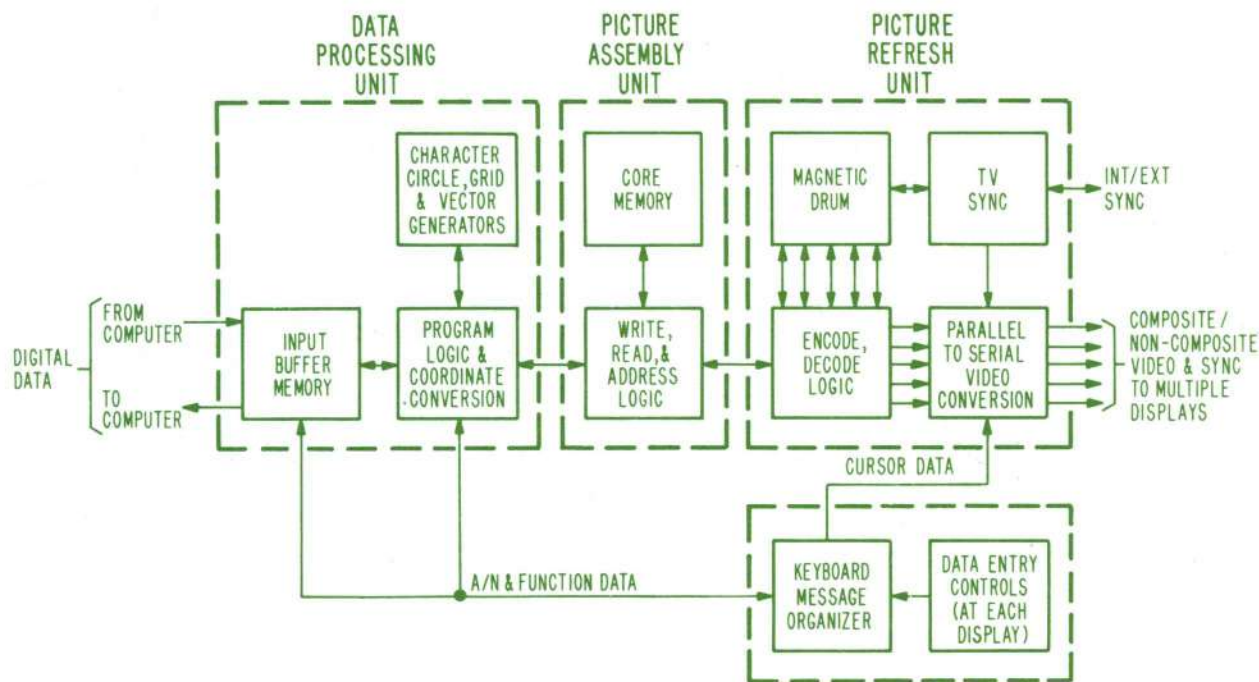 DATA
PROCESSING
UNIT
PICTURE
ASSEMBLY
UNIT
PICTURE
REFRESH
UNIT
CHARACTER
CIRCLE, GRID
& VECTOR
GENERATORS
CORE
MEMORY
MAGNETIC
DRUM
TV
SYNC
INT/EXT
SYNC
DIGITAL
DATA
FROM
COMPUTER
TO
COMPUTER
INPUT
BUFFER
MEMORY
PROGRAM
LOGIC &
COORDINATE
CONVERSION
WRITE,
READ, &
ADDRESS
LOGIC
ENCODE,
DECODE
LOGIC
PARALLEL
TO SERIAL
VIDEO
CONVERSION
COMPOSITE/
NON-COMPOSITE
VIDEO & SYNC
TO MULTIPLE
DISPLAYS
CURSOR DATA
A/N & FUNCTION DATA
KEYBOARD
MESSAGE
ORGANIZER
DATA ENTRY
CONTROLS
(AT EACH
DISPLAY)